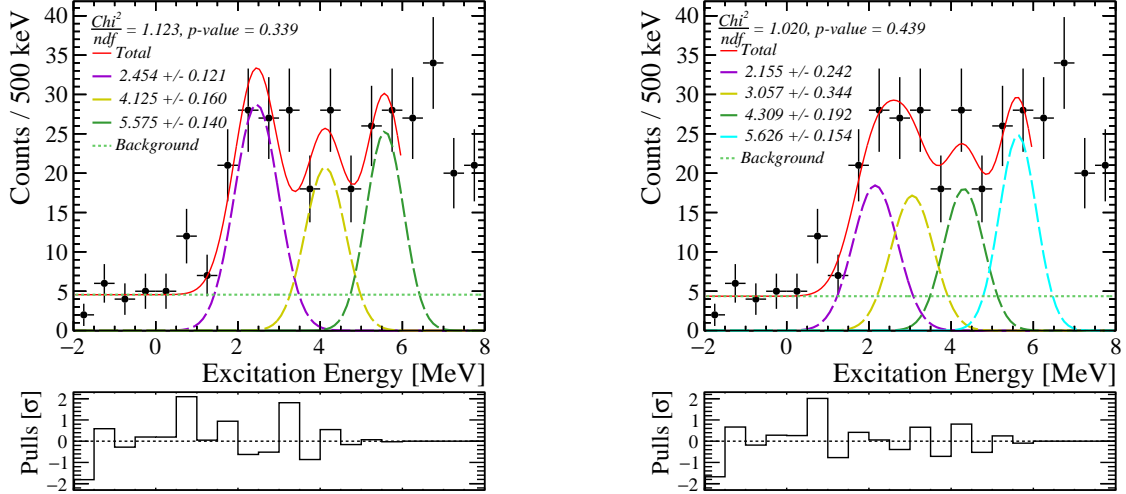 Counts / 500 keV
40
35
30
25
20
15
10
5
0
Chi²/ndf = 1.123, p-value = 0.339
Total
2.454 +/- 0.121
4.125 +/- 0.160
5.575 +/- 0.140
Background
−2 0 2 4 6 8
Excitation Energy [MeV]
Pulls [σ]
2
1
0
−1
−2
Counts / 500 keV
40
35
30
25
20
15
10
5
0
Chi²/ndf = 1.020, p-value = 0.439
Total
2.155 +/- 0.242
3.057 +/- 0.344
4.309 +/- 0.192
5.626 +/- 0.154
Background
−2 0 2 4 6 8
Excitation Energy [MeV]
Pulls [σ]
2
1
0
−1
−2